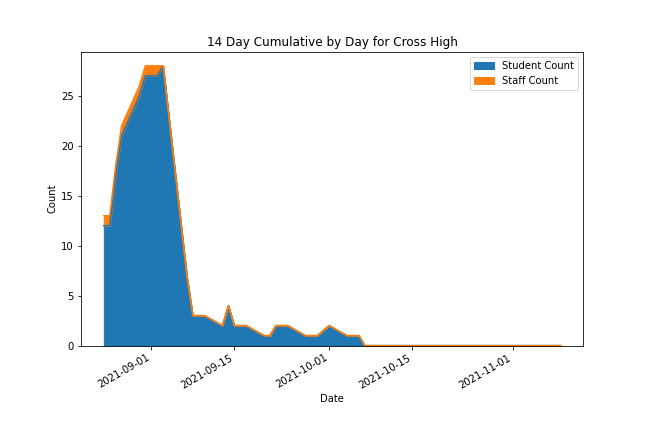 14 Day Cumulative by Day for Cross High
Student Count
Staff Count
Count
25
20
15
10
5
0
2021-09-01
2021-09-15
2021-10-01
2021-10-15
2021-11-01
Date